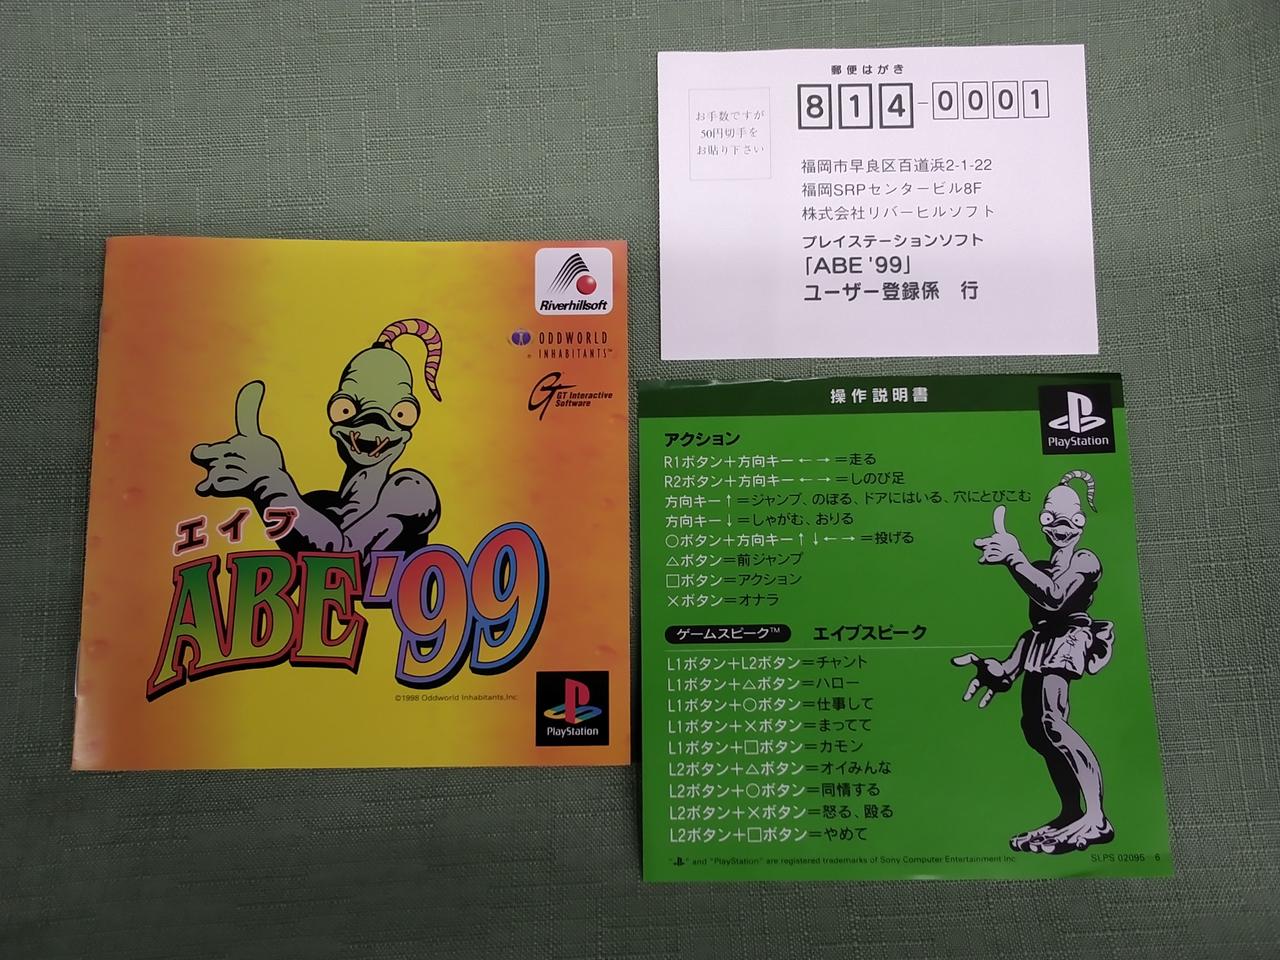 Riverhillsoft
ODDWORLD
INHABITANTS™
GT Interactive
Software
エイブ
ABE'99
©1998 Oddworld Inhabitants,Inc
PlayStation
郵便はがき
814-0001
お手数ですが
50円切手を
お貼り下さい
福岡市早良区百道浜2-1-22
福岡SRPセンタービル8F
株式会社リバーヒルソフト
プレイステーションソフト
「ABE '99」
ユーザー登録係 行
操作説明書
PlayStation
アクション
R1ボタン+方向キー←→=走る
R2ボタン+方向キー←→=しのび足
方向キー↑=ジャンプ、のぼる、ドアにはいる、穴にとびこむ
方向キー↓=しゃがむ、おりる
○ボタン+方向キー↑↓←→=投げる
△ボタン=前ジャンプ
□ボタン=アクション
×ボタン=オナラ
ゲームスピーク™ エイブスピーク
L1ボタン+L2ボタン=チャント
L1ボタン+△ボタン=ハロー
L1ボタン+○ボタン=仕事して
L1ボタン+×ボタン=まってて
L1ボタン+□ボタン=カモン
L2ボタン+△ボタン=オイみんな
L2ボタン+○ボタン=同情する
L2ボタン+×ボタン=怒る、殴る
L2ボタン+□ボタン=やめて
" " and "PlayStation" are registered trademarks of Sony Computer Entertainment Inc.
SLPS 02095 6